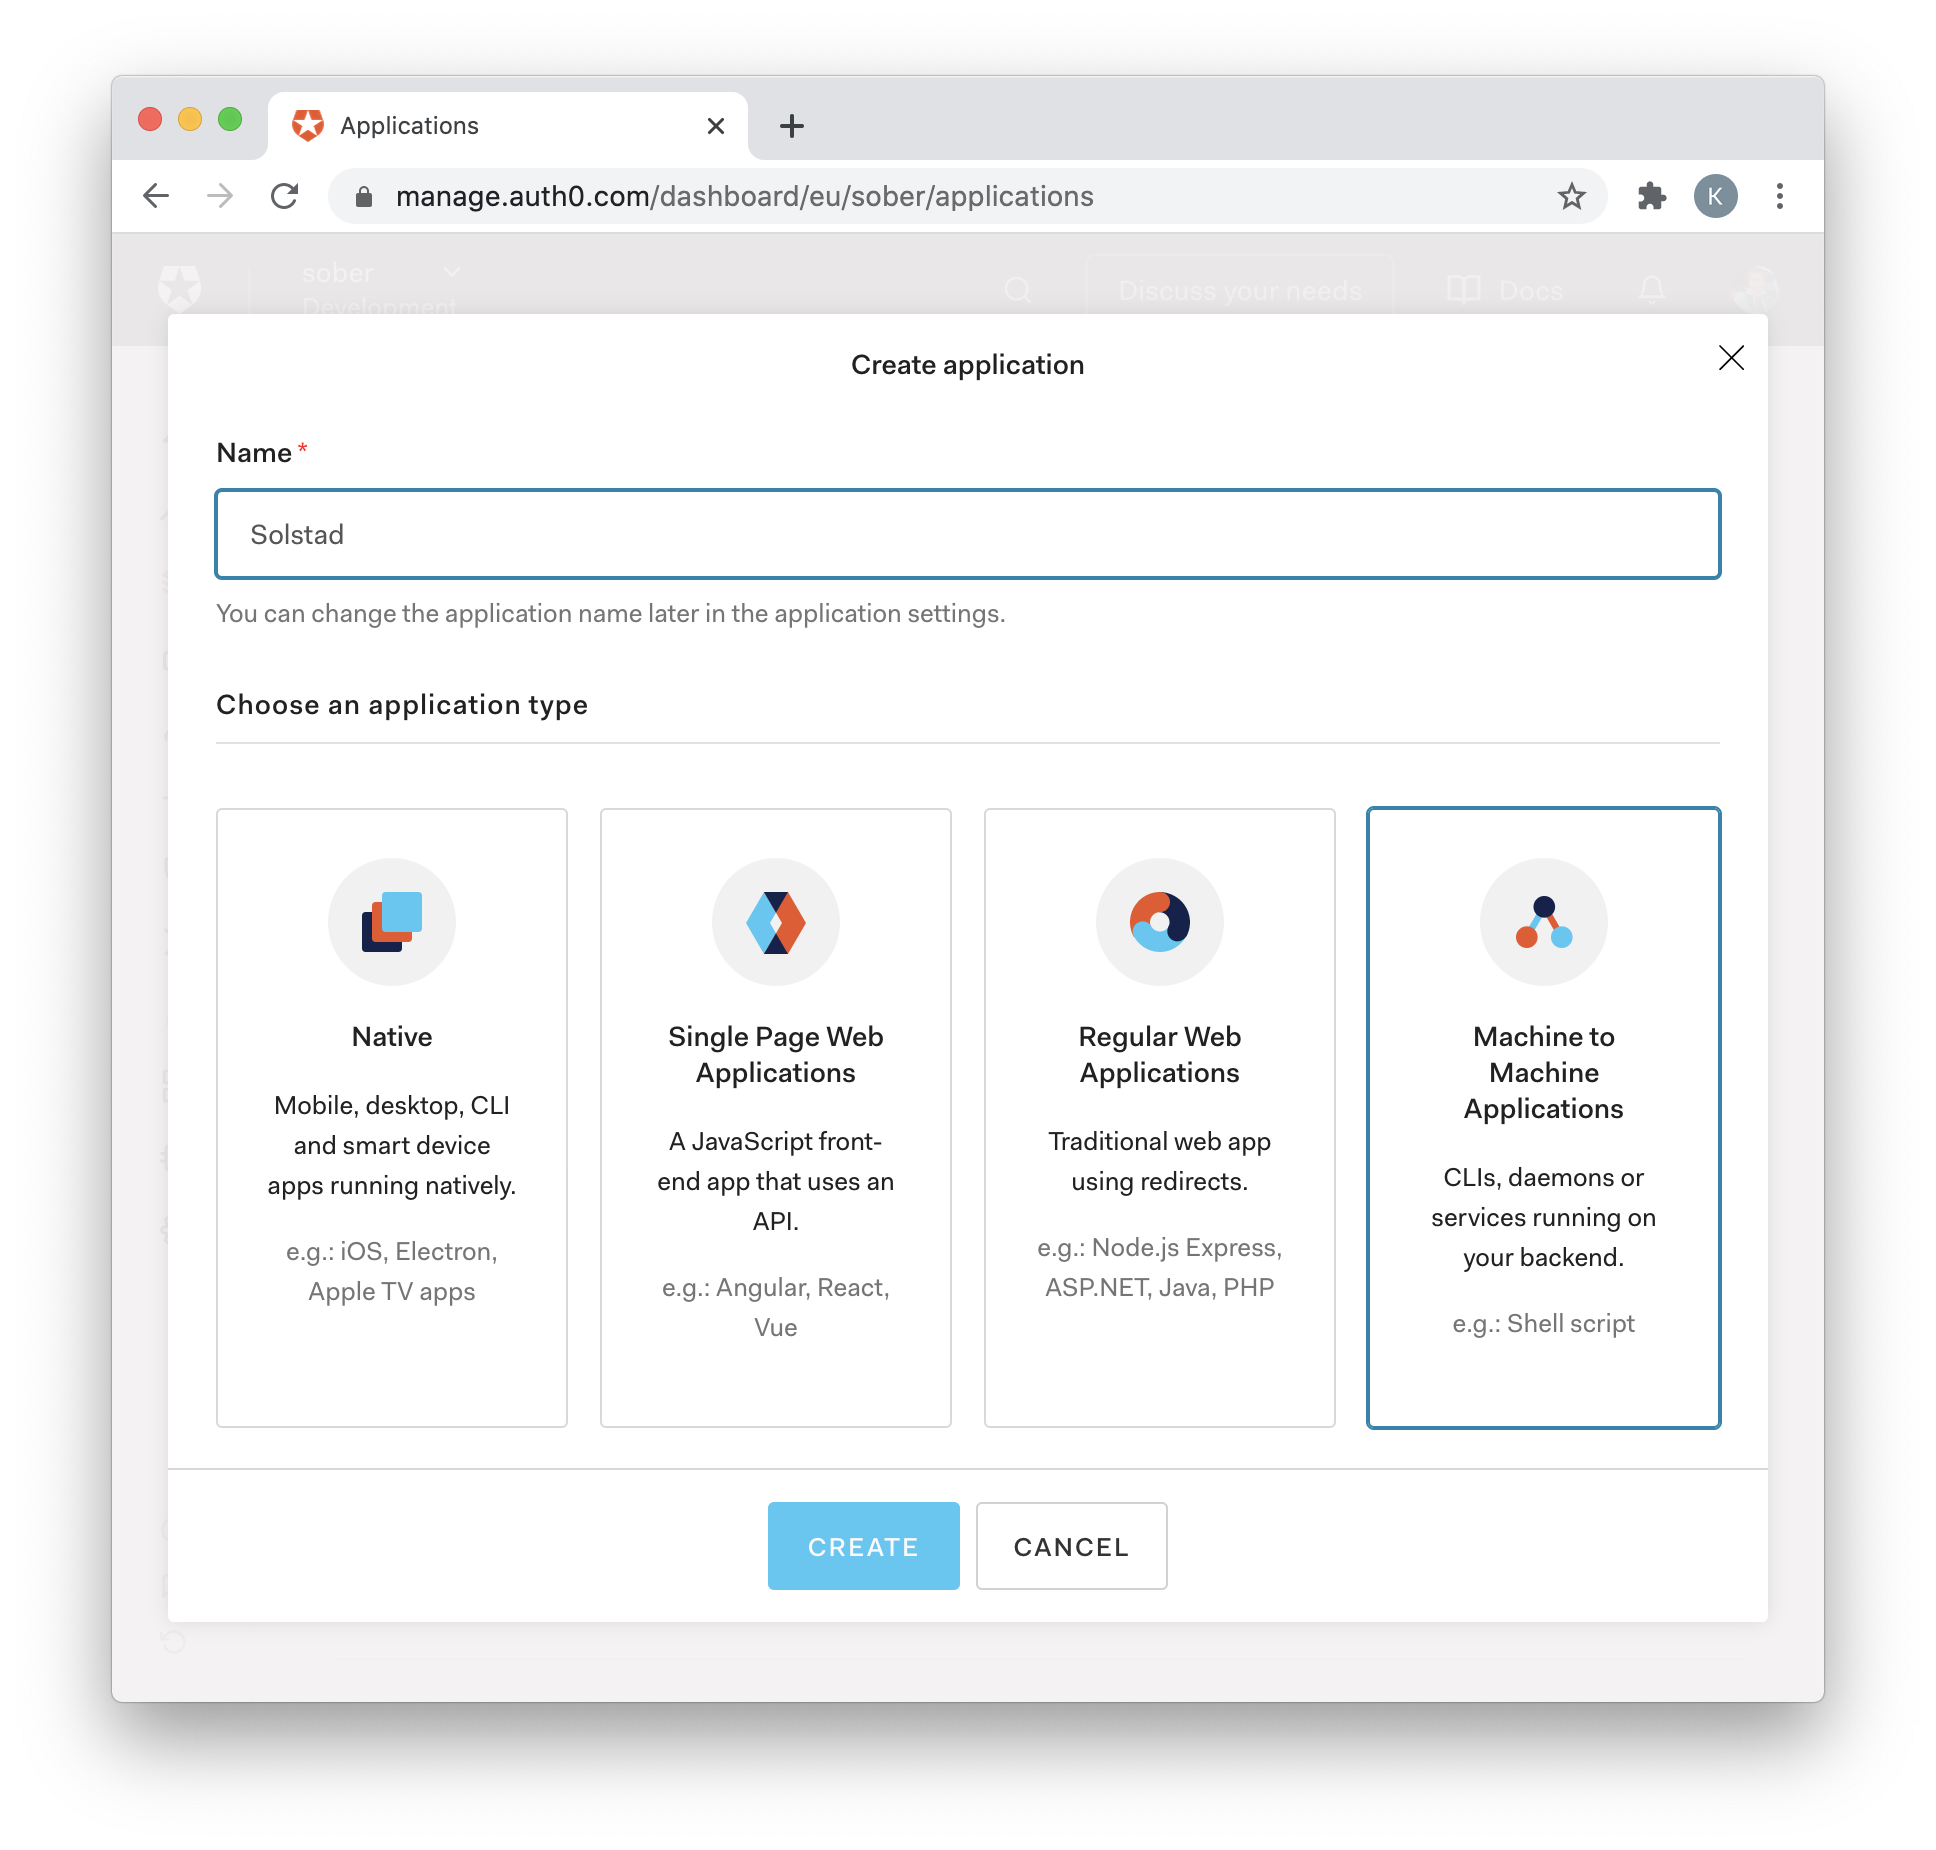 Applications
manage.auth0.com/dashboard/eu/sober/applications
K
sober
Development
Discuss your needs
Docs
Create application
Name *
Solstad
You can change the application name later in the application settings.
Choose an application type
Native
Mobile, desktop, CLI
and smart device
apps running natively.
e.g.: iOS, Electron,
Apple TV apps
Single Page Web
Applications
A JavaScript front-
end app that uses an
API.
e.g.: Angular, React,
Vue
Regular Web
Applications
Traditional web app
using redirects.
e.g.: Node.js Express,
ASP.NET, Java, PHP
Machine to
Machine
Applications
CLIs, daemons or
services running on
your backend.
e.g.: Shell script
CREATE
CANCEL